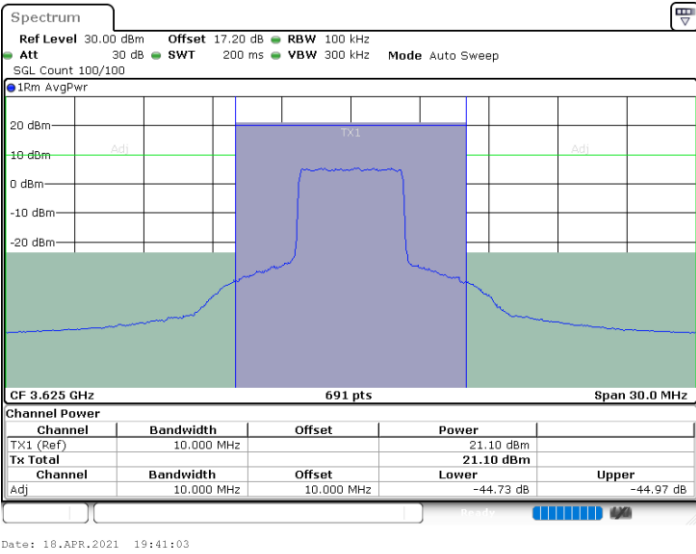 Spectrum
Ref Level 30.00 dBm Offset 17.20 dB RBW 100 kHz
Att 30 dB SWT 200 ms VBW 300 kHz Mode Auto Sweep
SGL Count 100/100
1Rm AvgPwr
20 dBm
TX1
Adj Adj
10 dBm
0 dBm
-10 dBm
-20 dBm
CF 3.625 GHz 691 pts Span 30.0 MHz
Channel Power
Channel Bandwidth Offset Power
TX1 (Ref) 10.000 MHz 21.10 dBm
Tx Total 21.10 dBm
Channel Bandwidth Offset Lower Upper
Adj 10.000 MHz 10.000 MHz -44.73 dB -44.97 dB
Ready
Date: 18.APR.2021 19:41:03